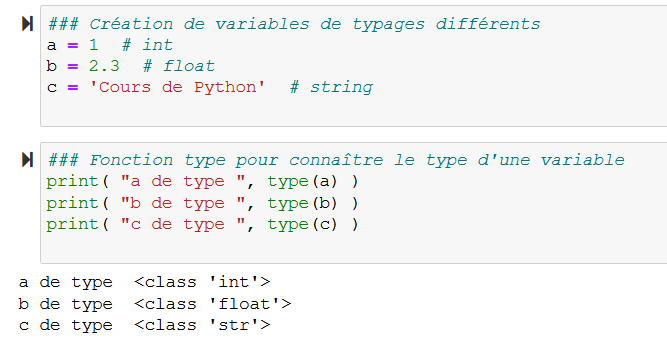 ### Création de variables de typages différents
a = 1  # int
b = 2.3  # float
c = 'Cours de Python'  # string
### Fonction type pour connaître le type d'une variable
print( "a de type ", type(a) )
print( "b de type ", type(b) )
print( "c de type ", type(c) )
a de type  <class 'int'>
b de type  <class 'float'>
c de type  <class 'str'>